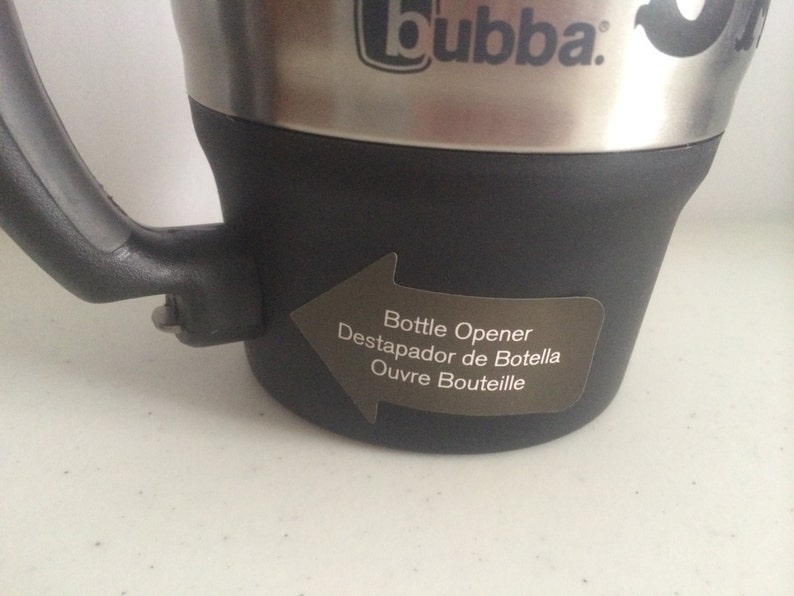 bubba.
Bottle Opener
Destapador de Botella
Ouvre Bouteille